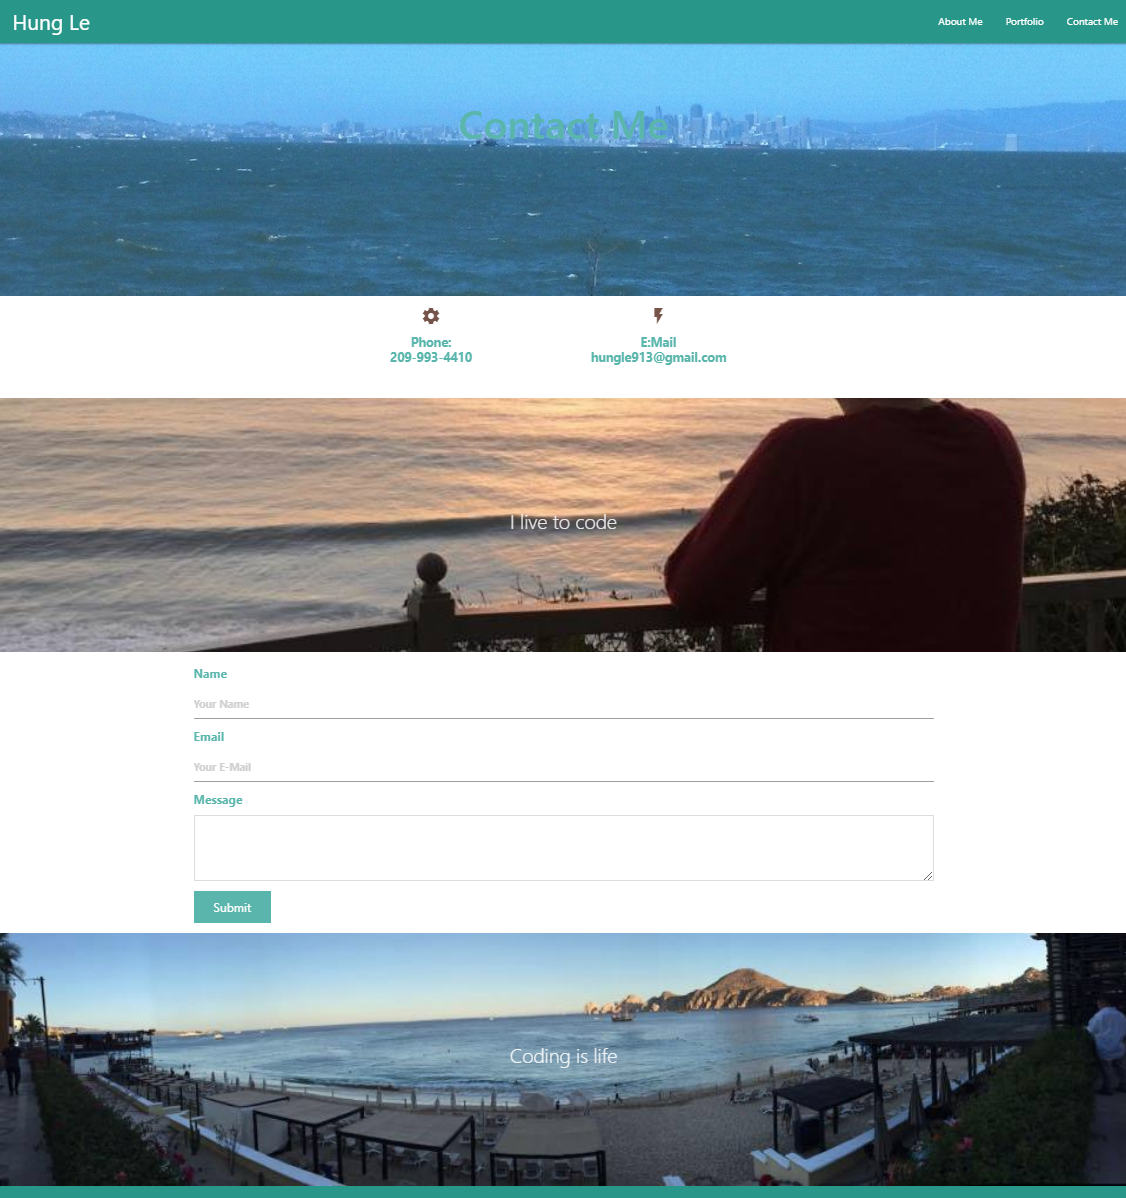 Hung Le
About Me Portfolio Contact Me
Contact Me
Phone:
209-993-4410
E:Mail
hungle913@gmail.com
I live to code
Name
Your Name
Email
Your E-Mail
Message
Submit
Coding is life